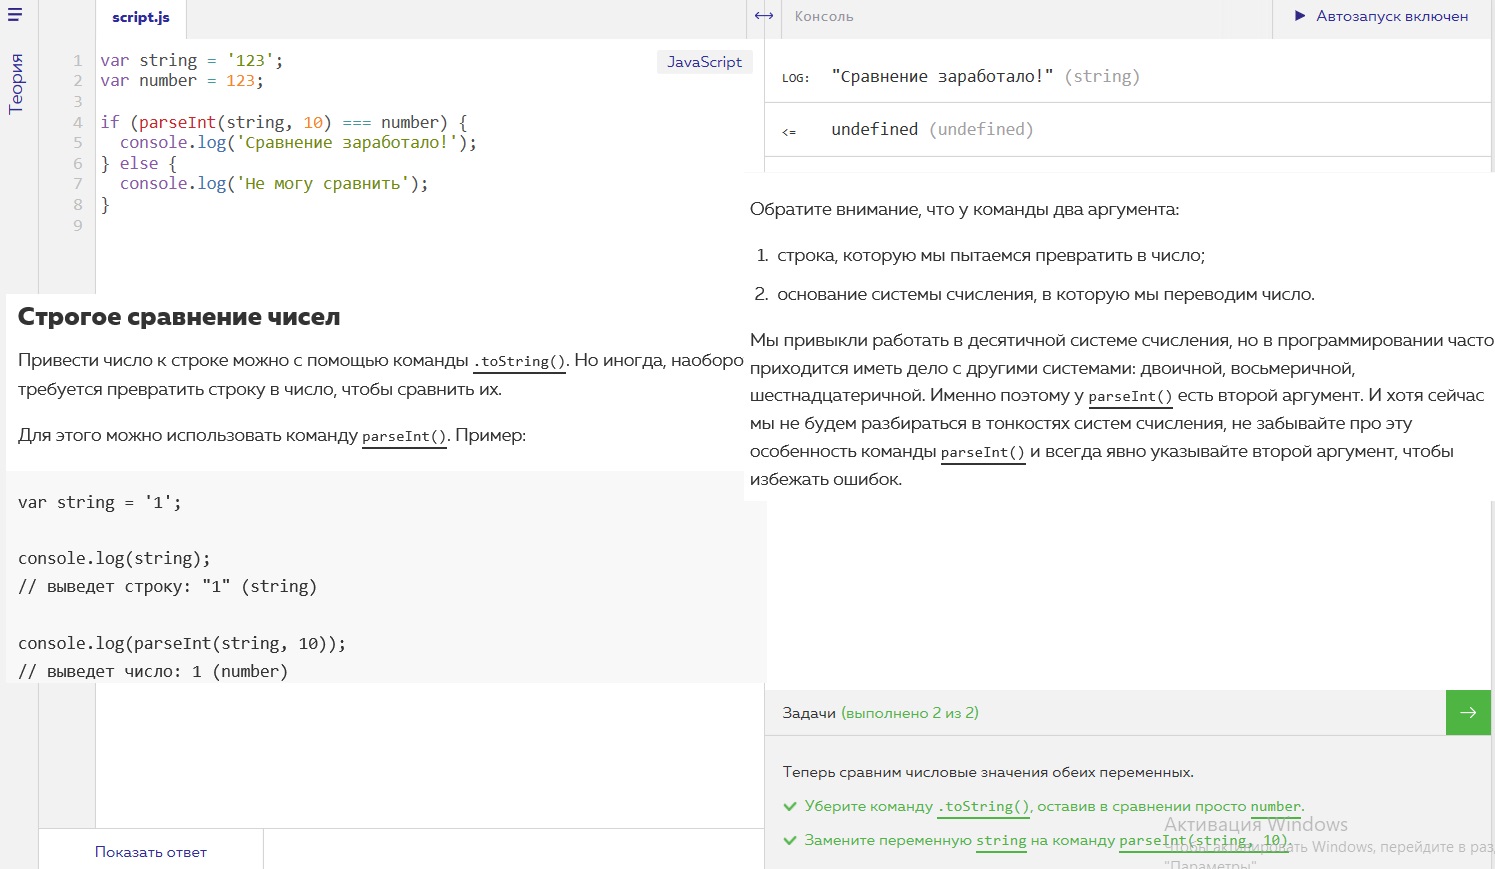 script.js
Консоль
Автозапуск включен
Теория
JavaScript
1 var string = '123';
2 var number = 123;
3
4 if (parseInt(string, 10) === number) {
5   console.log('Сравнение заработало!');
6 } else {
7   console.log('Не могу сравнить');
8 }
9
LOG: "Сравнение заработало!" (string)
<= undefined (undefined)
Строгое сравнение чисел
Привести число к строке можно с помощью команды .toString(). Но иногда, наоборо
требуется превратить строку в число, чтобы сравнить их.
Для этого можно использовать команду parseInt(). Пример:
var string = '1';
console.log(string);
// выведет строку: "1" (string)
console.log(parseInt(string, 10));
// выведет число: 1 (number)
Показать ответ
Обратите внимание, что у команды два аргумента:
1. строка, которую мы пытаемся превратить в число;
2. основание системы счисления, в которую мы переводим число.
Мы привыкли работать в десятичной системе счисления, но в программировании часто
приходится иметь дело с другими системами: двоичной, восьмеричной,
шестнадцатеричной. Именно поэтому у parseInt() есть второй аргумент. И хотя сейчас
мы не будем разбираться в тонкостях систем счисления, не забывайте про эту
особенность команды parseInt() и всегда явно указывайте второй аргумент, чтобы
избежать ошибок.
Задачи (выполнено 2 из 2)
Теперь сравним числовые значения обеих переменных.
Уберите команду .toString(), оставив в сравнении просто number.
Замените переменную string на команду parseInt(string, 10).
Активация Windows
Чтобы активировать Windows, перейдите в раз
"Параметры"